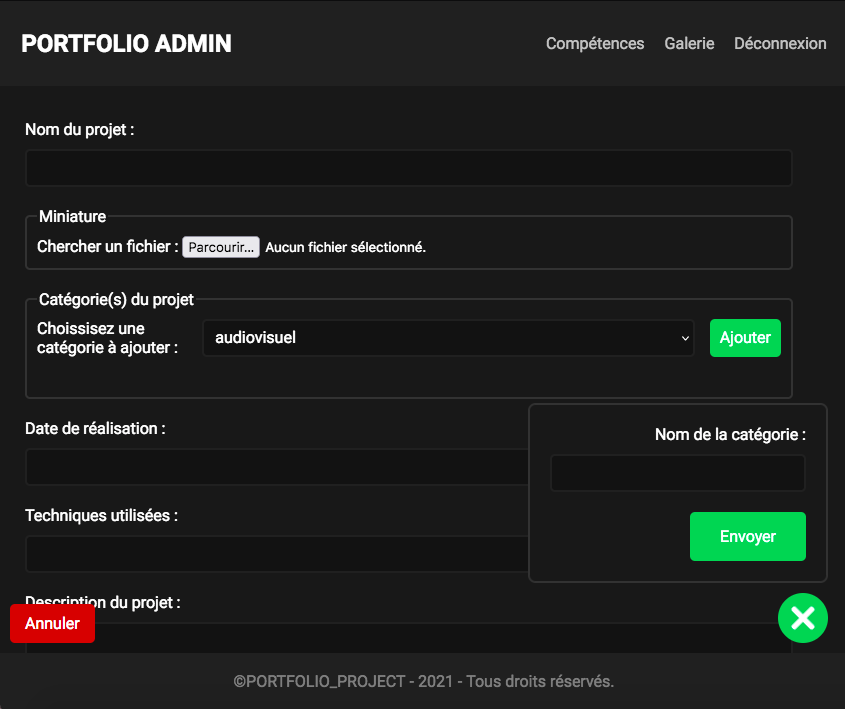 PORTFOLIO ADMIN
Compétences Galerie Déconnexion
Nom du projet :
Miniature
Chercher un fichier : Parcourir... Aucun fichier sélectionné.
Catégorie(s) du projet
Choissisez une
catégorie à ajouter :
audiovisuel
Ajouter
Date de réalisation :
Nom de la catégorie :
Techniques utilisées :
Envoyer
Description du projet :
Annuler
©PORTFOLIO_PROJECT - 2021 - Tous droits réservés.